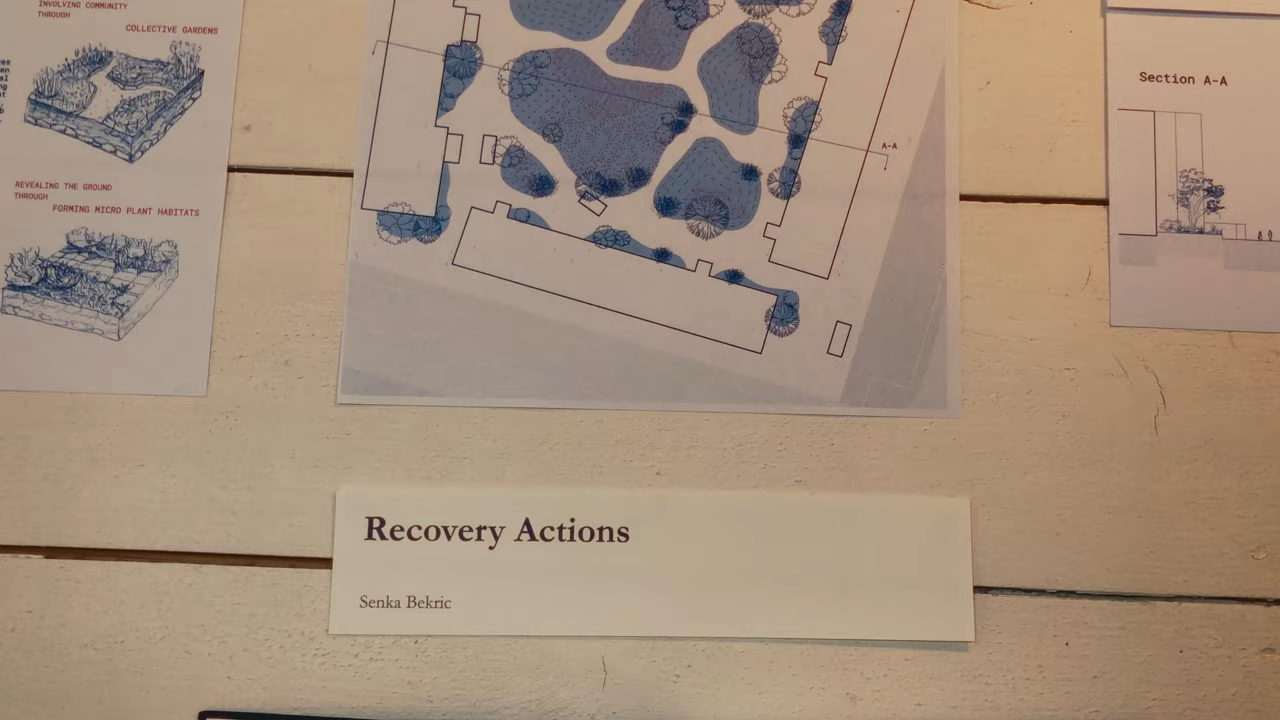 INVOLVING COMMUNITY
THROUGH
COLLECTIVE GARDENS
REVEALING THE GROUND
THROUGH
FORMING MICRO PLANT HABITATS
A-A
Section A-A
Recovery Actions
Senka Bekric